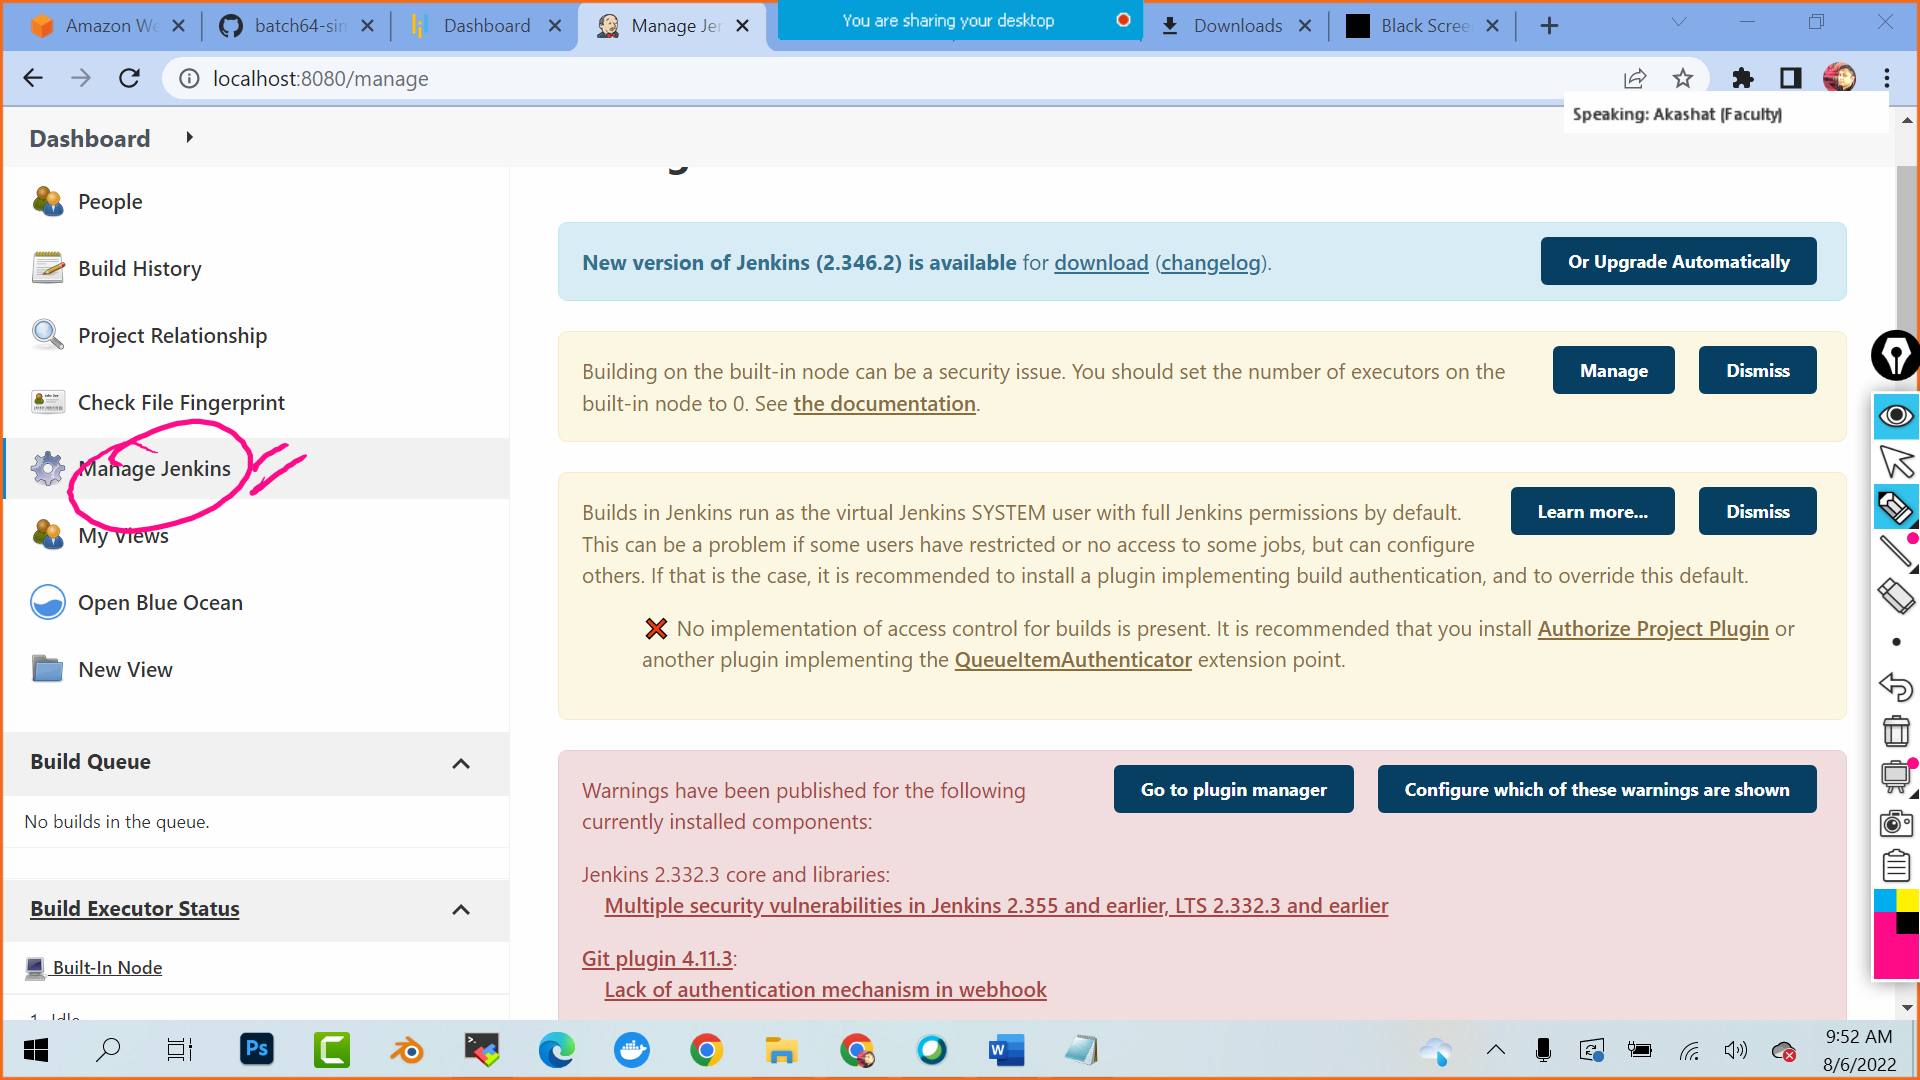 Amazon We
batch64-sim
Dashboard
Manage Jen
You are sharing your desktop
Downloads
Black Scree
localhost:8080/manage
Speaking: Akashat (Faculty)
Dashboard
People
Build History
Project Relationship
Check File Fingerprint
Manage Jenkins
My Views
Open Blue Ocean
New View
Build Queue
No builds in the queue.
Build Executor Status
Built-In Node
1 Idle
New version of Jenkins (2.346.2) is available for download (changelog).
Or Upgrade Automatically
Building on the built-in node can be a security issue. You should set the number of executors on the
built-in node to 0. See the documentation.
Manage
Dismiss
Builds in Jenkins run as the virtual Jenkins SYSTEM user with full Jenkins permissions by default.
This can be a problem if some users have restricted or no access to some jobs, but can configure
others. If that is the case, it is recommended to install a plugin implementing build authentication, and to override this default.
Learn more...
Dismiss
No implementation of access control for builds is present. It is recommended that you install Authorize Project Plugin or
another plugin implementing the QueueItemAuthenticator extension point.
Warnings have been published for the following
currently installed components:
Go to plugin manager
Configure which of these warnings are shown
Jenkins 2.332.3 core and libraries:
Multiple security vulnerabilities in Jenkins 2.355 and earlier, LTS 2.332.3 and earlier
Git plugin 4.11.3:
Lack of authentication mechanism in webhook
Ps
C
W
9:52 AM
8/6/2022